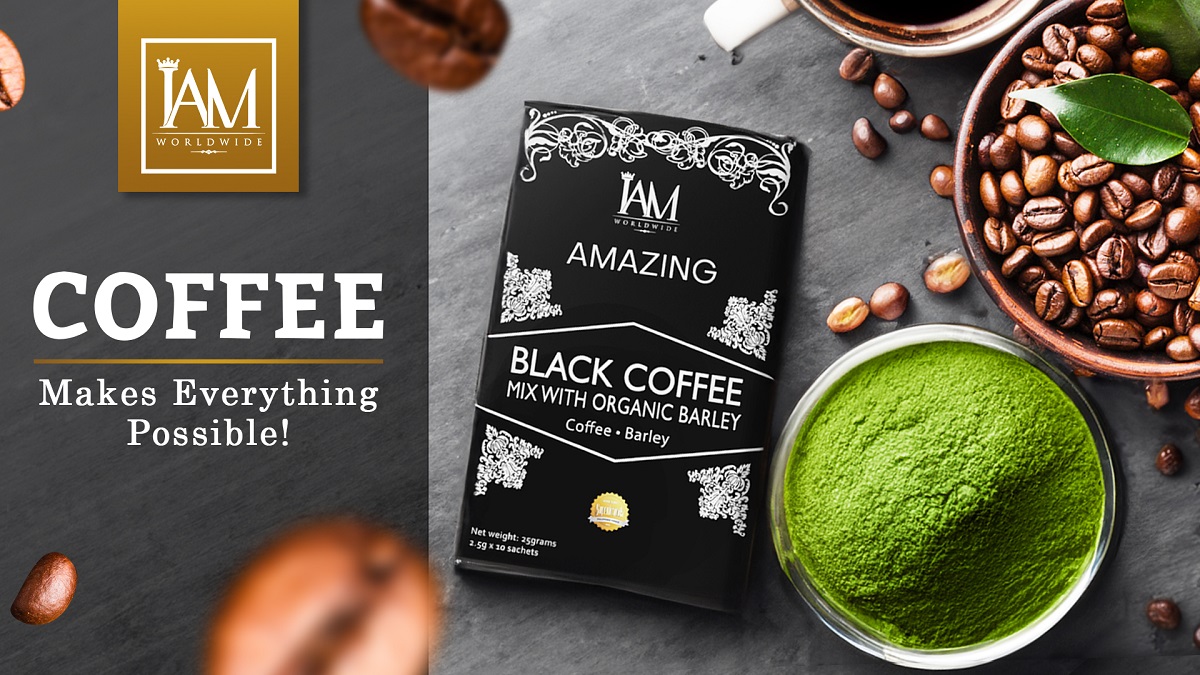 IAM
WORLDWIDE
COFFEE
Makes Everything
Possible!
IAM
WORLDWIDE
AMAZING
BLACK COFFEE
MIX WITH ORGANIC BARLEY
Coffee • Barley
Net weight: 25grams
2.5g x 10 sachets